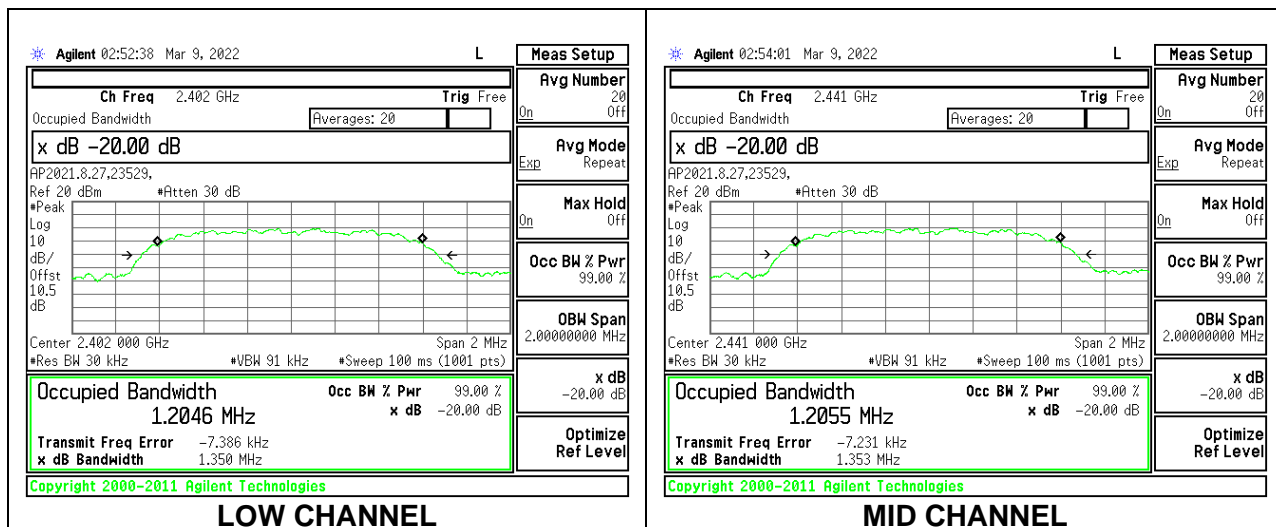 Agilent 02:52:38 Mar 9, 2022 L
Meas Setup
Ch Freq 2.402 GHz Trig Free
Occupied Bandwidth Averages: 20
x dB -20.00 dB
AP2021.8.27,23529,
Ref 20 dBm #Atten 30 dB
#Peak
Log
10
dB/
Offst
10.5
dB
Center 2.402 000 GHz Span 2 MHz
#Res BW 30 kHz #VBW 91 kHz #Sweep 100 ms (1001 pts)
Occupied Bandwidth Occ BW % Pwr 99.00 %
1.2046 MHz x dB -20.00 dB
Transmit Freq Error -7.386 kHz
x dB Bandwidth 1.350 MHz
Copyright 2000-2011 Agilent Technologies
Avg Number
20
On Off
Avg Mode
Exp Repeat
Max Hold
On Off
Occ BW % Pwr
99.00 %
OBW Span
2.00000000 MHz
x dB
-20.00 dB
Optimize
Ref Level
LOW CHANNEL
Agilent 02:54:01 Mar 9, 2022 L
Meas Setup
Ch Freq 2.441 GHz Trig Free
Occupied Bandwidth Averages: 20
x dB -20.00 dB
AP2021.8.27,23529,
Ref 20 dBm #Atten 30 dB
#Peak
Log
10
dB/
Offst
10.5
dB
Center 2.441 000 GHz Span 2 MHz
#Res BW 30 kHz #VBW 91 kHz #Sweep 100 ms (1001 pts)
Occupied Bandwidth Occ BW % Pwr 99.00 %
1.2055 MHz x dB -20.00 dB
Transmit Freq Error -7.231 kHz
x dB Bandwidth 1.353 MHz
Copyright 2000-2011 Agilent Technologies
Avg Number
20
On Off
Avg Mode
Exp Repeat
Max Hold
On Off
Occ BW % Pwr
99.00 %
OBW Span
2.00000000 MHz
x dB
-20.00 dB
Optimize
Ref Level
MID CHANNEL